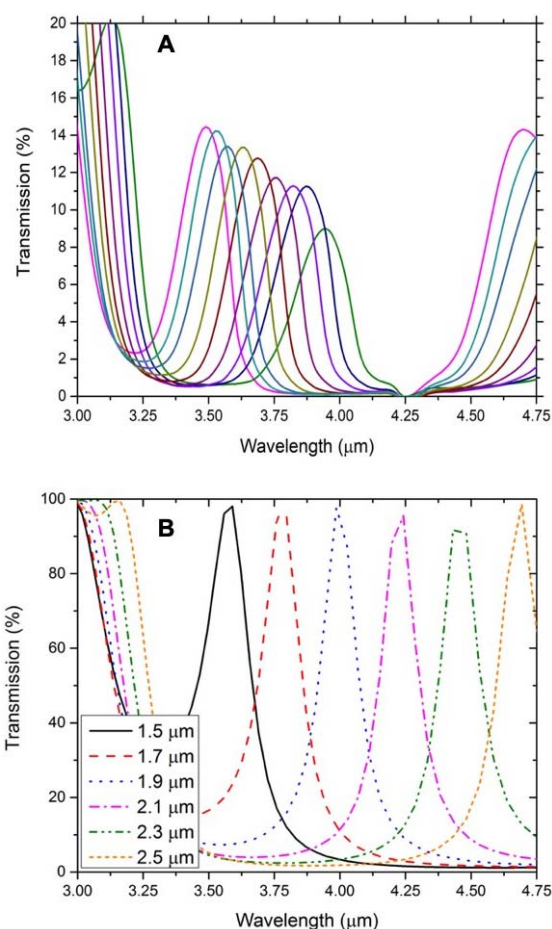 A
20
18
16
14
12
10
8
6
4
2
0
Transmission (%)
3.00 3.25 3.50 3.75 4.00 4.25 4.50 4.75
Wavelength (μm)
B
100
80
60
40
20
0
Transmission (%)
1.5 μm
1.7 μm
1.9 μm
2.1 μm
2.3 μm
2.5 μm
3.00 3.25 3.50 3.75 4.00 4.25 4.50 4.75
Wavelength (μm)